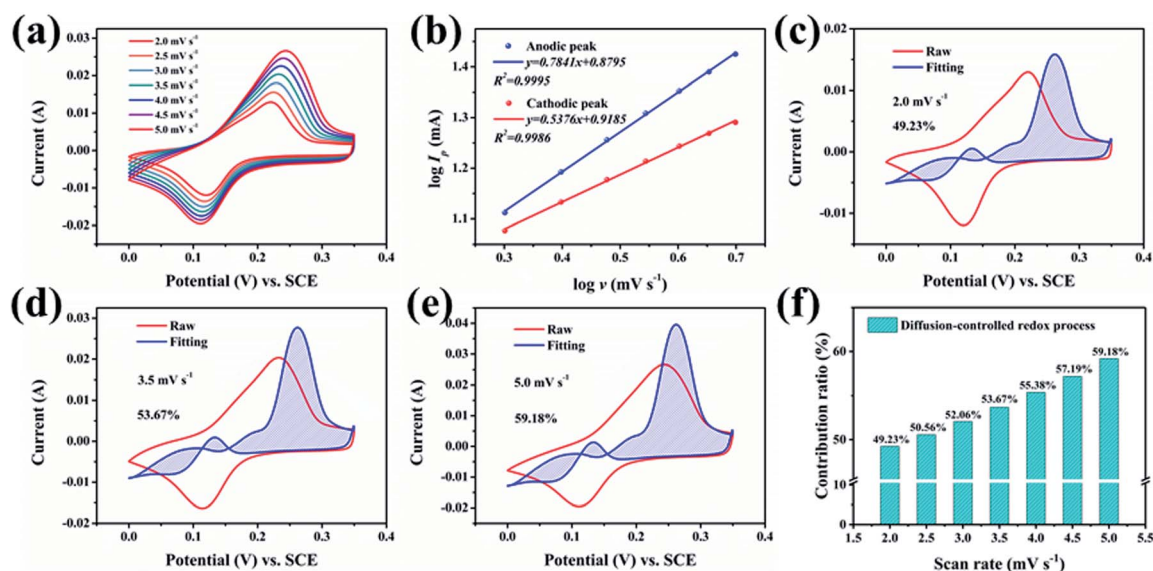 (a)
2.0 mV s⁻¹
2.5 mV s⁻¹
3.0 mV s⁻¹
3.5 mV s⁻¹
4.0 mV s⁻¹
4.5 mV s⁻¹
5.0 mV s⁻¹
Current (A)
0.03
0.02
0.01
0.00
-0.01
-0.02
0.0 0.1 0.2 0.3 0.4
Potential (V) vs. SCE
(b)
Anodic peak
y=0.7841x+0.8795
R²=0.9995
Cathodic peak
y=0.5376x+0.9185
R²=0.9986
log Iₚ (mA)
1.4
1.3
1.2
1.1
0.3 0.4 0.5 0.6 0.7
log v (mV s⁻¹)
(c)
Raw
Fitting
2.0 mV s⁻¹
49.23%
Current (A)
0.02
0.01
0.00
-0.01
0.0 0.1 0.2 0.3 0.4
Potential (V) vs. SCE
(d)
Raw
Fitting
3.5 mV s⁻¹
53.67%
Current (A)
0.03
0.02
0.01
0.00
-0.01
-0.02
0.0 0.1 0.2 0.3 0.4
Potential (V) vs. SCE
(e)
Raw
Fitting
5.0 mV s⁻¹
59.18%
Current (A)
0.04
0.03
0.02
0.01
0.00
-0.01
-0.02
0.0 0.1 0.2 0.3 0.4
Potential (V) vs. SCE
(f)
Diffusion-controlled redox process
Contribution ratio (%)
60
50
10
0
49.23%
50.56%
52.06%
53.67%
55.38%
57.19%
59.18%
1.5 2.0 2.5 3.0 3.5 4.0 4.5 5.0 5.5
Scan rate (mV s⁻¹)